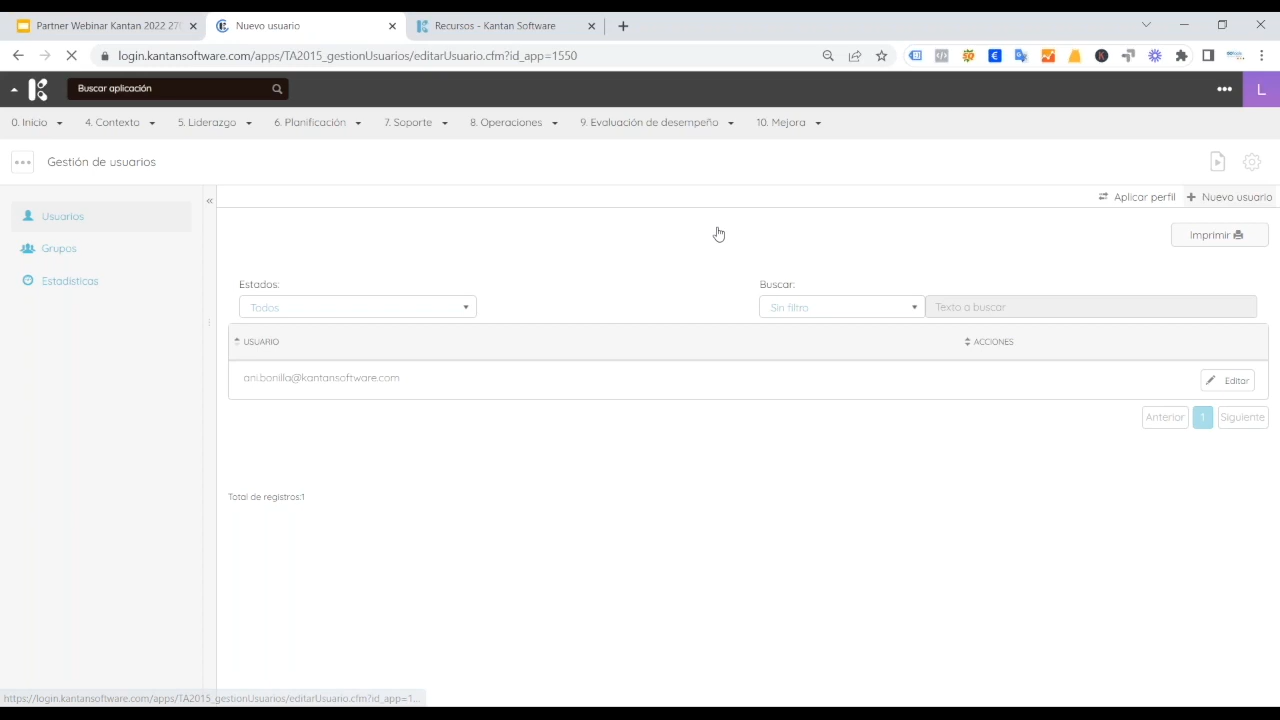 Partner Webinar Kantan 2022 27
Nuevo usuario
Recursos - Kantan Software
login.kantansoftware.com/apps/TA2015_gestionUsuarios/editarUsuario.cfm?id_app=1550
Buscar aplicación
L
0. Inicio
4. Contexto
5. Liderazgo
6. Planificación
7. Soporte
8. Operaciones
9. Evaluación de desempeño
10. Mejora
Gestión de usuarios
Usuarios
Grupos
Estadísticas
Aplicar perfil
+ Nuevo usuario
Imprimir
Estados:
Buscar:
Todos
Sin filtro
Texto a buscar
USUARIO
ACCIONES
ani.bonilla@kantansoftware.com
Editar
Anterior
1
Siguiente
Total de registros:1
https://login.kantansoftware.com/apps/TA2015_gestionUsuarios/editarUsuario.cfm?id_app=1...